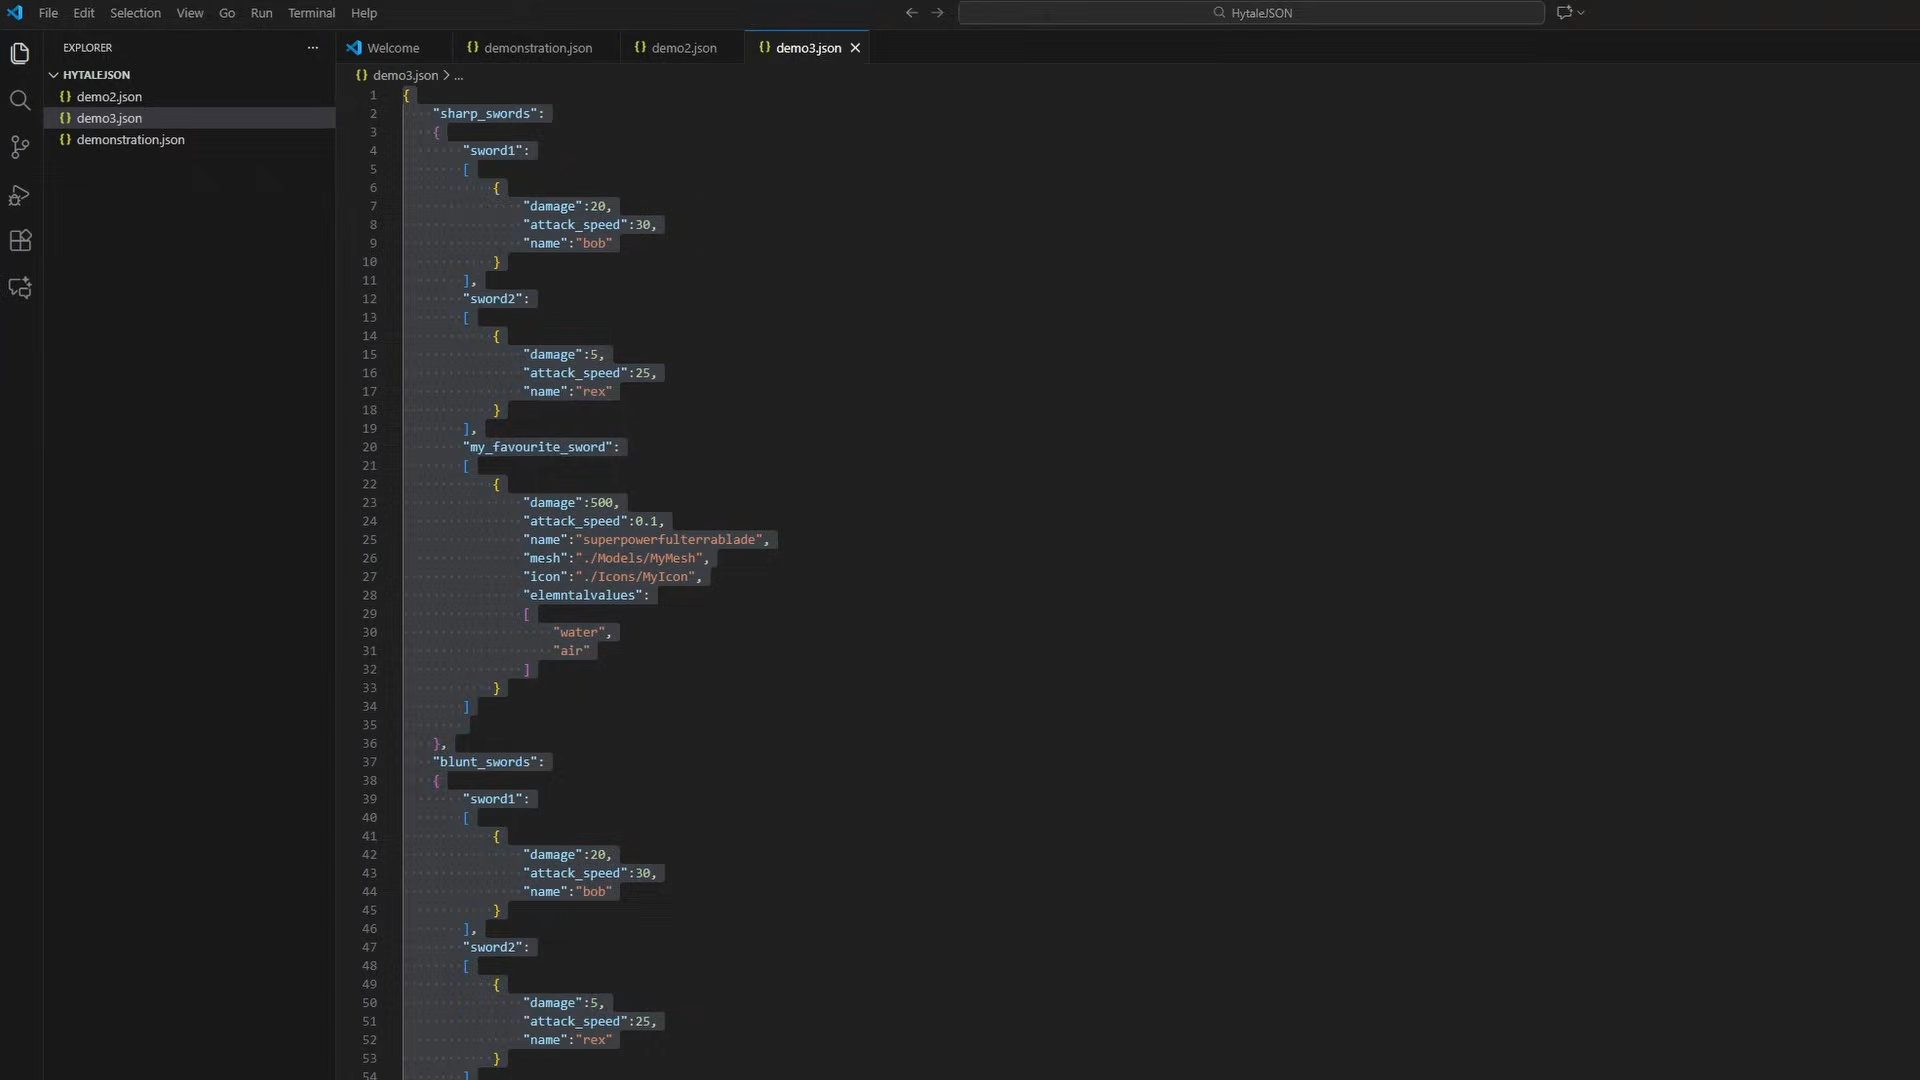 File Edit Selection View Go Run Terminal Help
HytaleJSON
EXPLORER ...
HYTALEJSON
{} demo2.json
{} demo3.json
{} demonstration.json
Welcome
{} demonstration.json
{} demo2.json
{} demo3.json ×
{} demo3.json > ...
1 {
2 "sharp_swords":
3 {
4 "sword1":
5 [
6 {
7 "damage":20,
8 "attack_speed":30,
9 "name":"bob"
10 }
11 ],
12 "sword2":
13 [
14 {
15 "damage":5,
16 "attack_speed":25,
17 "name":"rex"
18 }
19 ],
20 "my_favourite_sword":
21 [
22 {
23 "damage":500,
24 "attack_speed":0.1,
25 "name":"superpowerfulterrablade",
26 "mesh":"./Models/MyMesh",
27 "icon":"./Icons/MyIcon",
28 "elemntalvalues":
29 [
30 "water",
31 "air"
32 ]
33 }
34 ]
35
36 },
37 "blunt_swords":
38 {
39 "sword1":
40 [
41 {
42 "damage":20,
43 "attack_speed":30,
44 "name":"bob"
45 }
46 ],
47 "sword2":
48 [
49 {
50 "damage":5,
51 "attack_speed":25,
52 "name":"rex"
53 }
54 ]